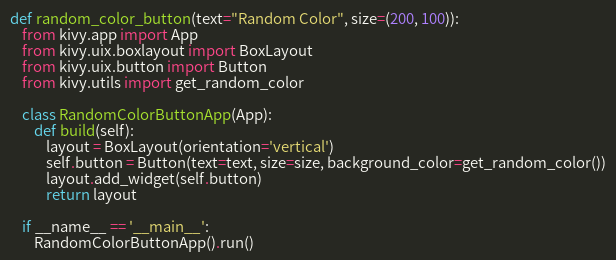 def random_color_button(text="Random Color", size=(200, 100)):
    from kivy.app import App
    from kivy.uix.boxlayout import BoxLayout
    from kivy.uix.button import Button
    from kivy.utils import get_random_color

    class RandomColorButtonApp(App):
        def build(self):
            layout = BoxLayout(orientation='vertical')
            self.button = Button(text=text, size=size, background_color=get_random_color())
            layout.add_widget(self.button)
            return layout

    if __name__ == '__main__':
        RandomColorButtonApp().run()